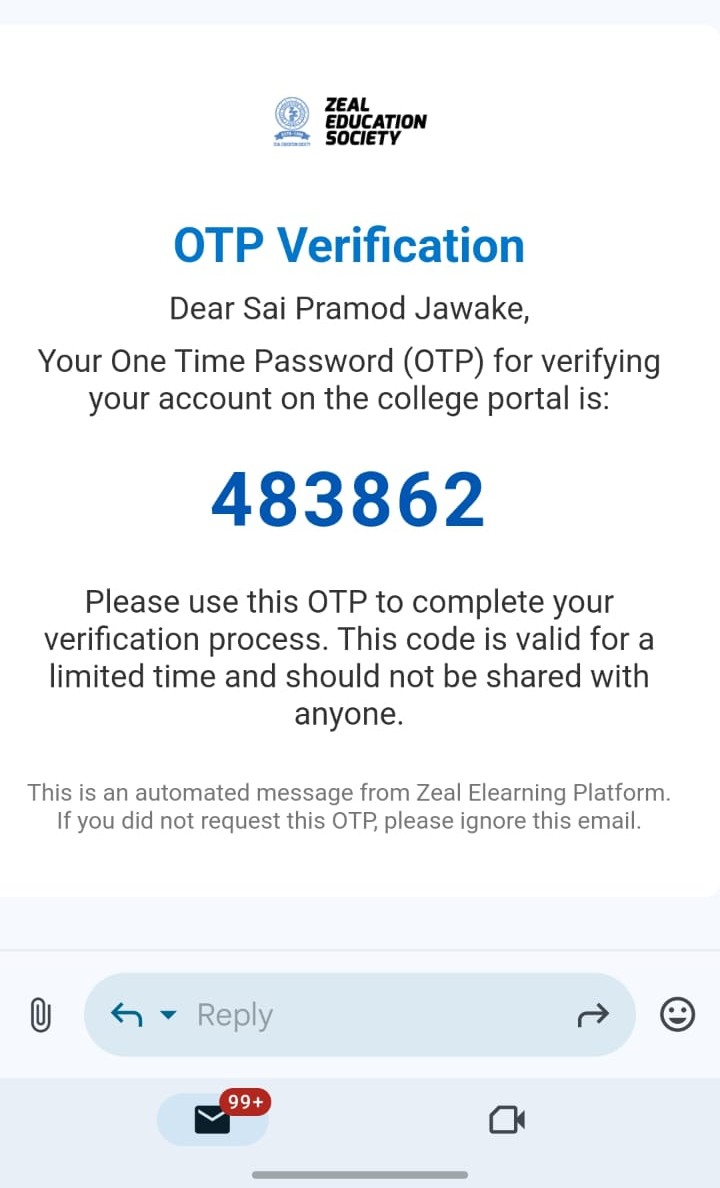 ZEAL
EDUCATION
SOCIETY
OTP Verification
Dear Sai Pramod Jawake,
Your One Time Password (OTP) for verifying
your account on the college portal is:
483862
Please use this OTP to complete your
verification process. This code is valid for a
limited time and should not be shared with
anyone.
This is an automated message from Zeal Elearning Platform.
If you did not request this OTP, please ignore this email.
Reply
99+